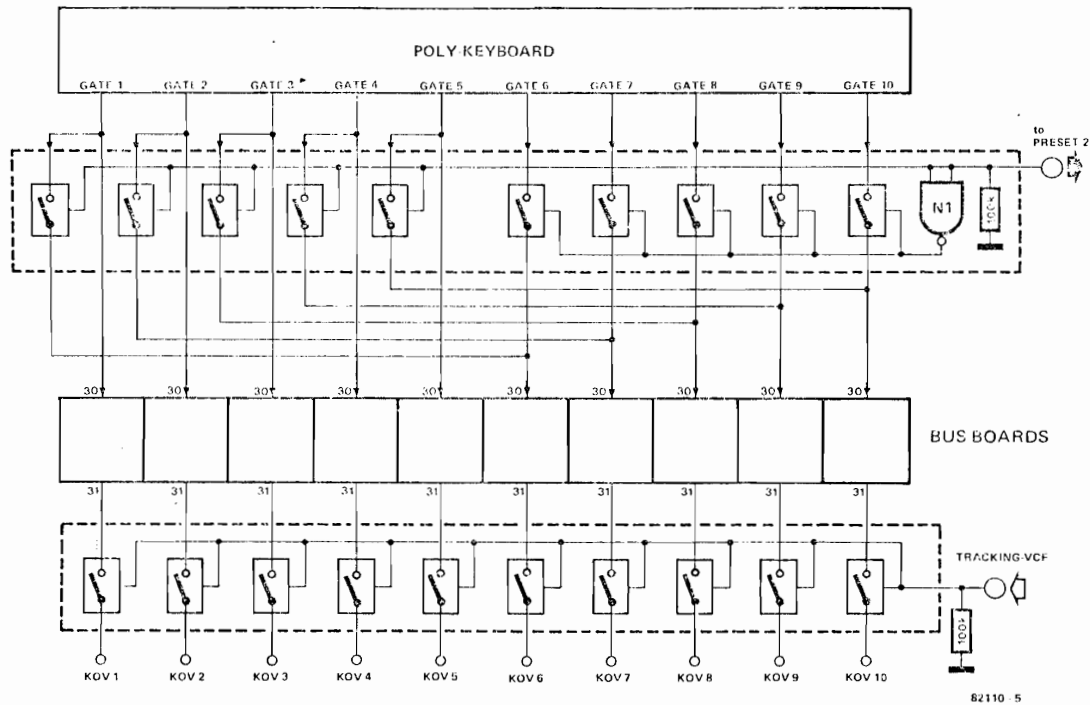 POLY-KEYBOARD
GATE 1 GATE 2 GATE 3 GATE 4 GATE 5 GATE 6 GATE 7 GATE 8 GATE 9 GATE 10
to
PRESET 2
N1
100k
30 30 30 30 30 30 30 30 30 30
BUS BOARDS
31 31 31 31 31 31 31 31 31 31
TRACKING-VCF
100k
KOV 1 KOV 2 KOV 3 KOV 4 KOV 5 KOV 6 KOV 7 KOV 8 KOV 9 KOV 10
82110 - 5